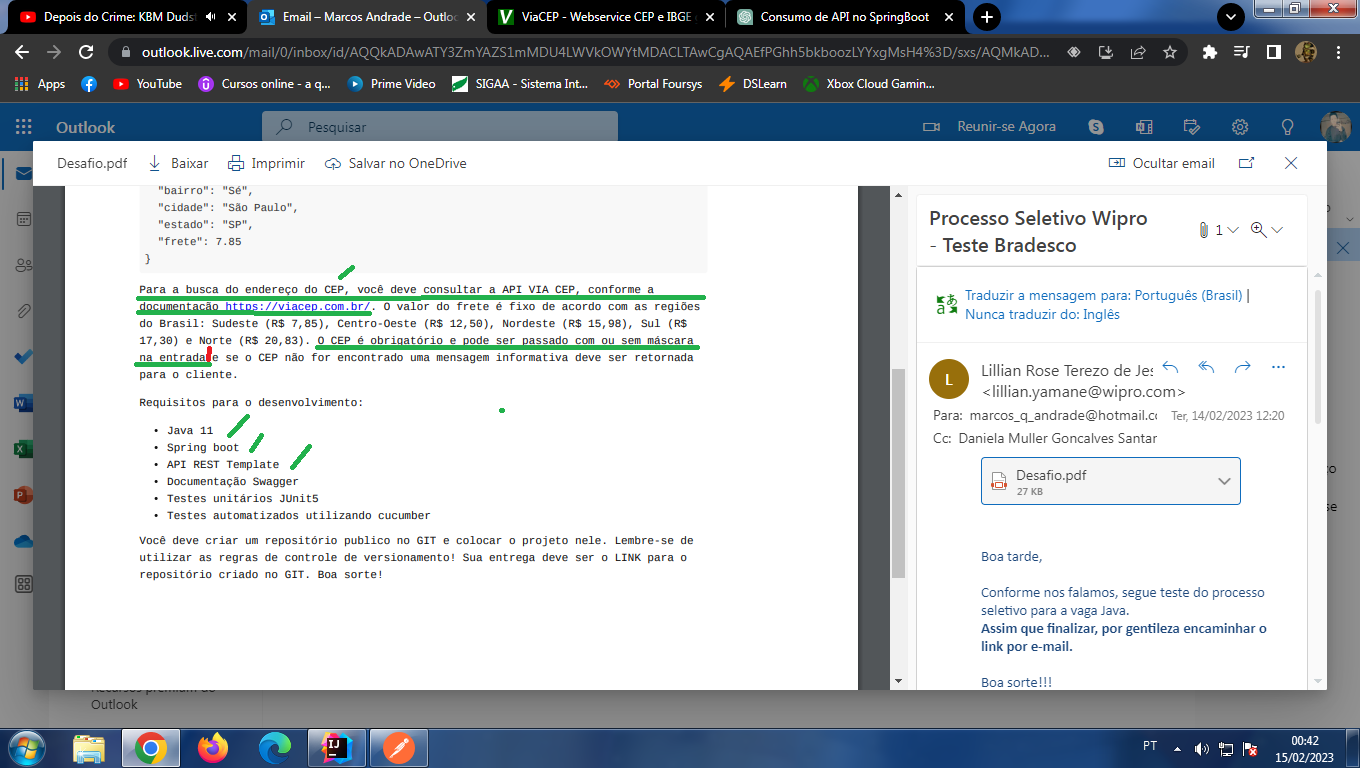 Depois do Crime: KBM Dudst
Email – Marcos Andrade – Outloo
ViaCEP - Webservice CEP e IBGE
Consumo de API no SpringBoot
outlook.live.com/mail/0/inbox/id/AQQkADAwATY3ZmYAZS1mMDU4LWVkOWYtMDACLTAwCgAQAEfPGhh5bkboozLYYxgMsH4%3D/sxs/AQMkAD...
Apps
YouTube
Cursos online - a q...
Prime Video
SIGAA - Sistema Int...
Portal Foursys
DSLearn
Xbox Cloud Gamin...
Outlook
Pesquisar
Reunir-se Agora
Desafio.pdf
Baixar
Imprimir
Salvar no OneDrive
Ocultar email
"bairro": "Sé",
"cidade": "São Paulo",
"estado": "SP",
"frete": 7.85
}
Para a busca do endereço do CEP, você deve consultar a API VIA CEP, conforme a
documentação https://viacep.com.br/. O valor do frete é fixo de acordo com as regiões
do Brasil: Sudeste (R$ 7,85), Centro-Oeste (R$ 12,50), Nordeste (R$ 15,98), Sul (R$
17,30) e Norte (R$ 20,83). O CEP é obrigatório e pode ser passado com ou sem máscara
na entrada e se o CEP não for encontrado uma mensagem informativa deve ser retornada
para o cliente.
Requisitos para o desenvolvimento:
• Java 11
• Spring boot
• API REST Template
• Documentação Swagger
• Testes unitários JUnit5
• Testes automatizados utilizando cucumber
Você deve criar um repositório publico no GIT e colocar o projeto nele. Lembre-se de
utilizar as regras de controle de versionamento! Sua entrega deve ser o LINK para o
repositório criado no GIT. Boa sorte!
Processo Seletivo Wipro
- Teste Bradesco
1
Traduzir a mensagem para: Português (Brasil) |
Nunca traduzir do: Inglês
L
Lillian Rose Terezo de Jes
<lillian.yamane@wipro.com>
Para: marcos_q_andrade@hotmail.cc
Ter, 14/02/2023 12:20
Cc: Daniela Muller Goncalves Santar
Desafio.pdf
27 KB
Boa tarde,
Conforme nos falamos, segue teste do processo
seletivo para a vaga Java.
Assim que finalizar, por gentileza encaminhar o
link por e-mail.
Boa sorte!!!
Outlook
PT
00:42
15/02/2023